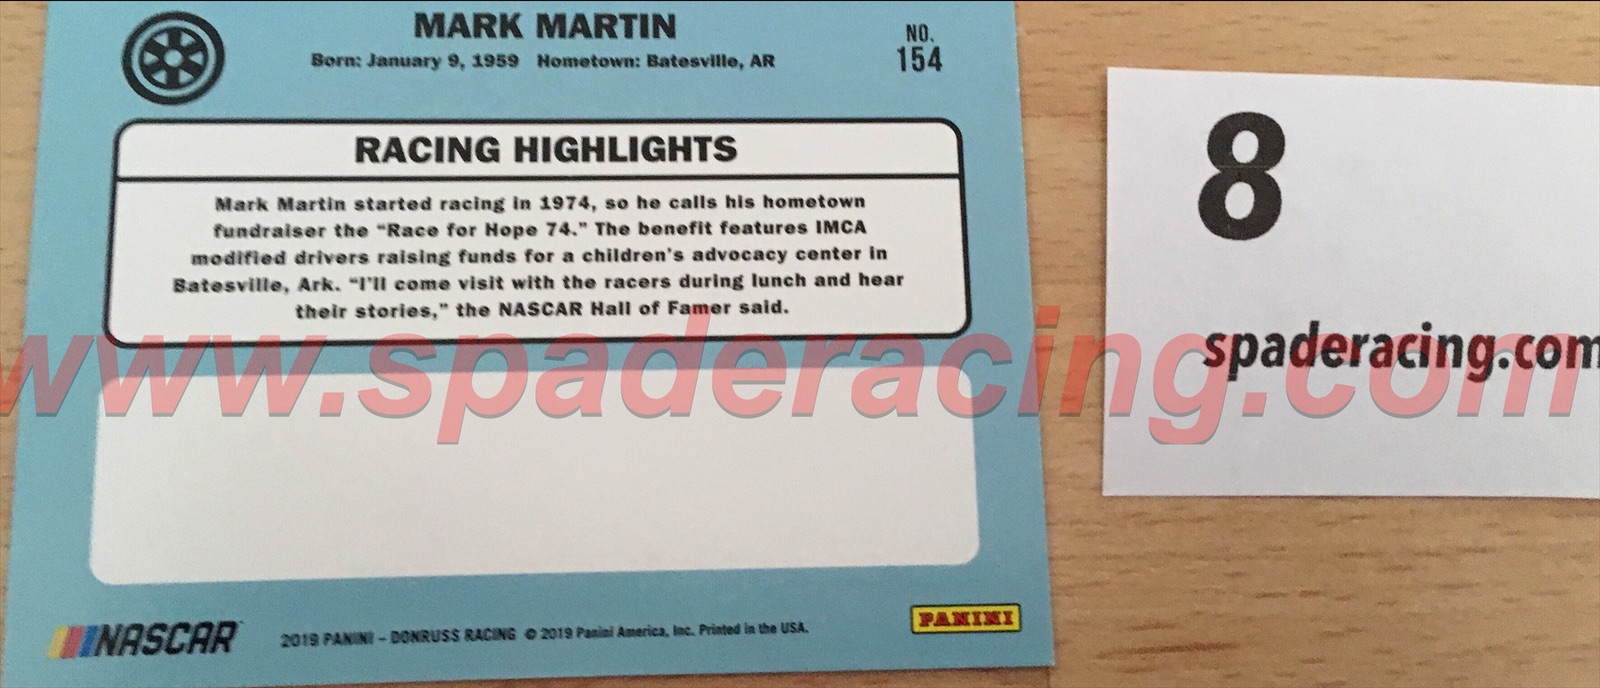 MARK MARTIN
Born: January 9, 1959 Hometown: Batesville, AR
NO.
154
RACING HIGHLIGHTS
Mark Martin started racing in 1974, so he calls his hometown
fundraiser the “Race for Hope 74.” The benefit features IMCA
modified drivers raising funds for a children’s advocacy center in
Batesville, Ark. “I’ll come visit with the racers during lunch and hear
their stories,” the NASCAR Hall of Famer said.
NASCAR
2019 PANINI – DONRUSS RACING © 2019 Panini America, Inc. Printed in the USA.
PANINI
8
spaderacing.com
www.spaderacing.com